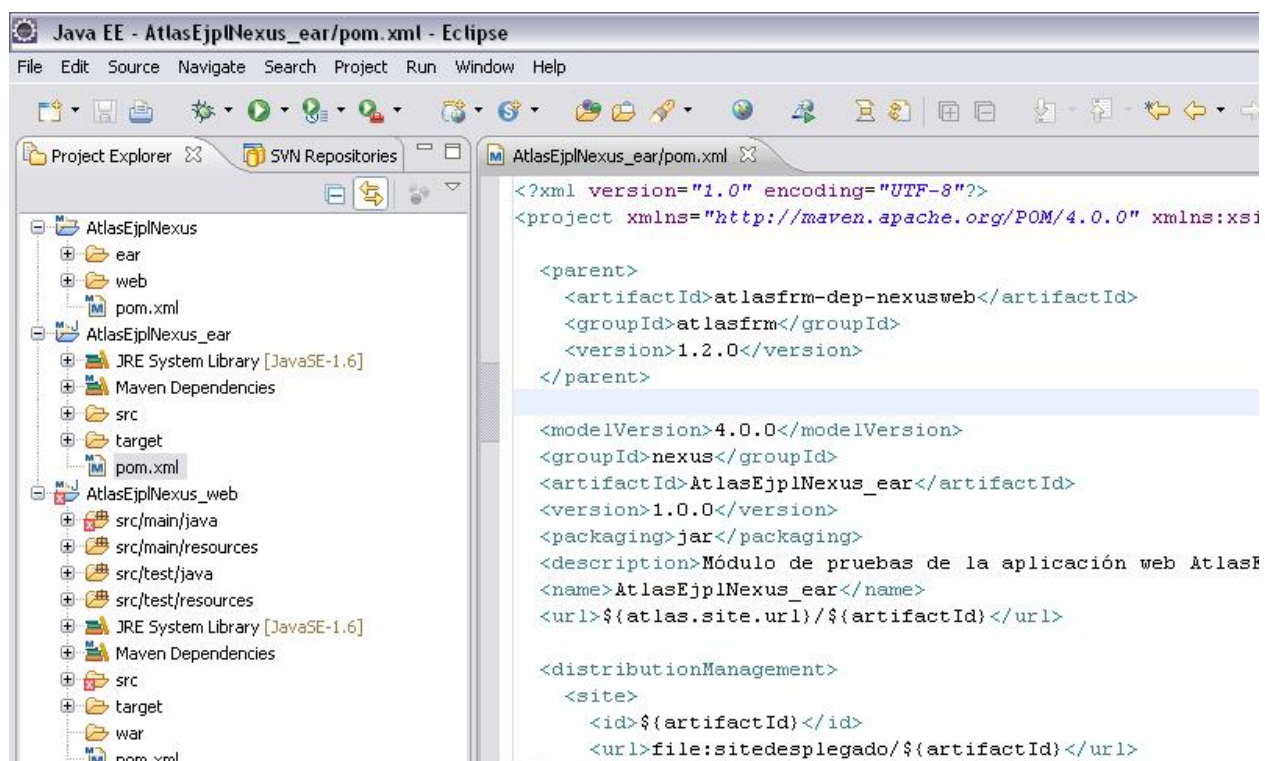 Java EE - AtlasEjplNexus_ear/pom.xml - Eclipse
File Edit Source Navigate Search Project Run Window Help
Project Explorer
SVN Repositories
AtlasEjplNexus
ear
web
pom.xml
AtlasEjplNexus_ear
JRE System Library [JavaSE-1.6]
Maven Dependencies
src
target
pom.xml
AtlasEjplNexus_web
src/main/java
src/main/resources
src/test/java
src/test/resources
JRE System Library [JavaSE-1.6]
Maven Dependencies
src
target
war
pom.xml
AtlasEjplNexus_ear/pom.xml
<?xml version="1.0" encoding="UTF-8"?>
<project xmlns="http://maven.apache.org/POM/4.0.0" xmlns:xsi
<parent>
<artifactId>atlasfrm-dep-nexusweb</artifactId>
<groupId>atlasfrm</groupId>
<version>1.2.0</version>
</parent>
<modelVersion>4.0.0</modelVersion>
<groupId>nexus</groupId>
<artifactId>AtlasEjplNexus_ear</artifactId>
<version>1.0.0</version>
<packaging>jar</packaging>
<description>Módulo de pruebas de la aplicación web AtlasE
<name>AtlasEjplNexus_ear</name>
<url>${atlas.site.url}/${artifactId}</url>
<distributionManagement>
<site>
<id>${artifactId}</id>
<url>file:sitedesplegado/${artifactId}</url>